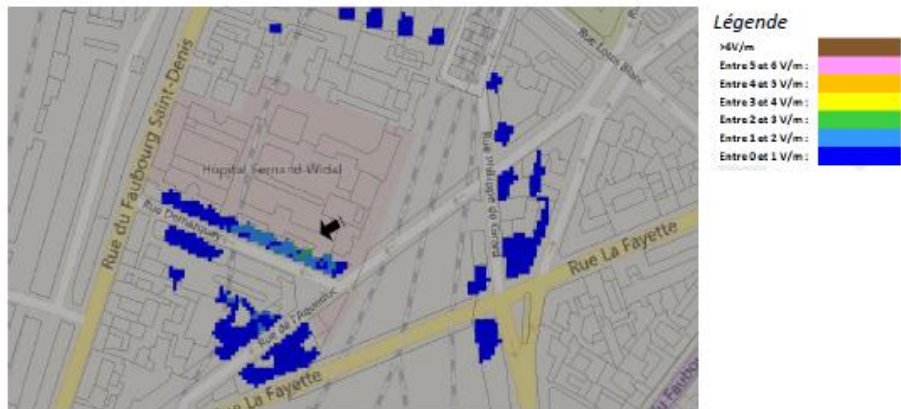 Légende
>6V/m
Entre 5 et 6 V/m :
Entre 4 et 5 V/m :
Entre 3 et 4 V/m :
Entre 2 et 3 V/m :
Entre 1 et 2 V/m :
Entre 0 et 1 V/m :
Rue Louis Blanc
Rue du Faubourg Saint-Denis
Hôpital Fernand-Widal
Rue Demarquay
Rue Philippe de Girard
Rue La Fayette
Rue de l'Aqueduc
Rue La Fayette
du Faubou